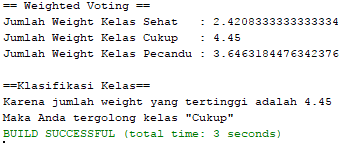 == Weighted Voting ==
Jumlah Weight Kelas Sehat : 2.4208333333333334
Jumlah Weight Kelas Cukup : 4.45
Jumlah Weight Kelas Pecandu : 3.6463184476342376
==Klasifikasi Kelas==
Karena jumlah weight yang tertinggi adalah 4.45
Maka Anda tergolong kelas "Cukup"
BUILD SUCCESSFUL (total time: 3 seconds)